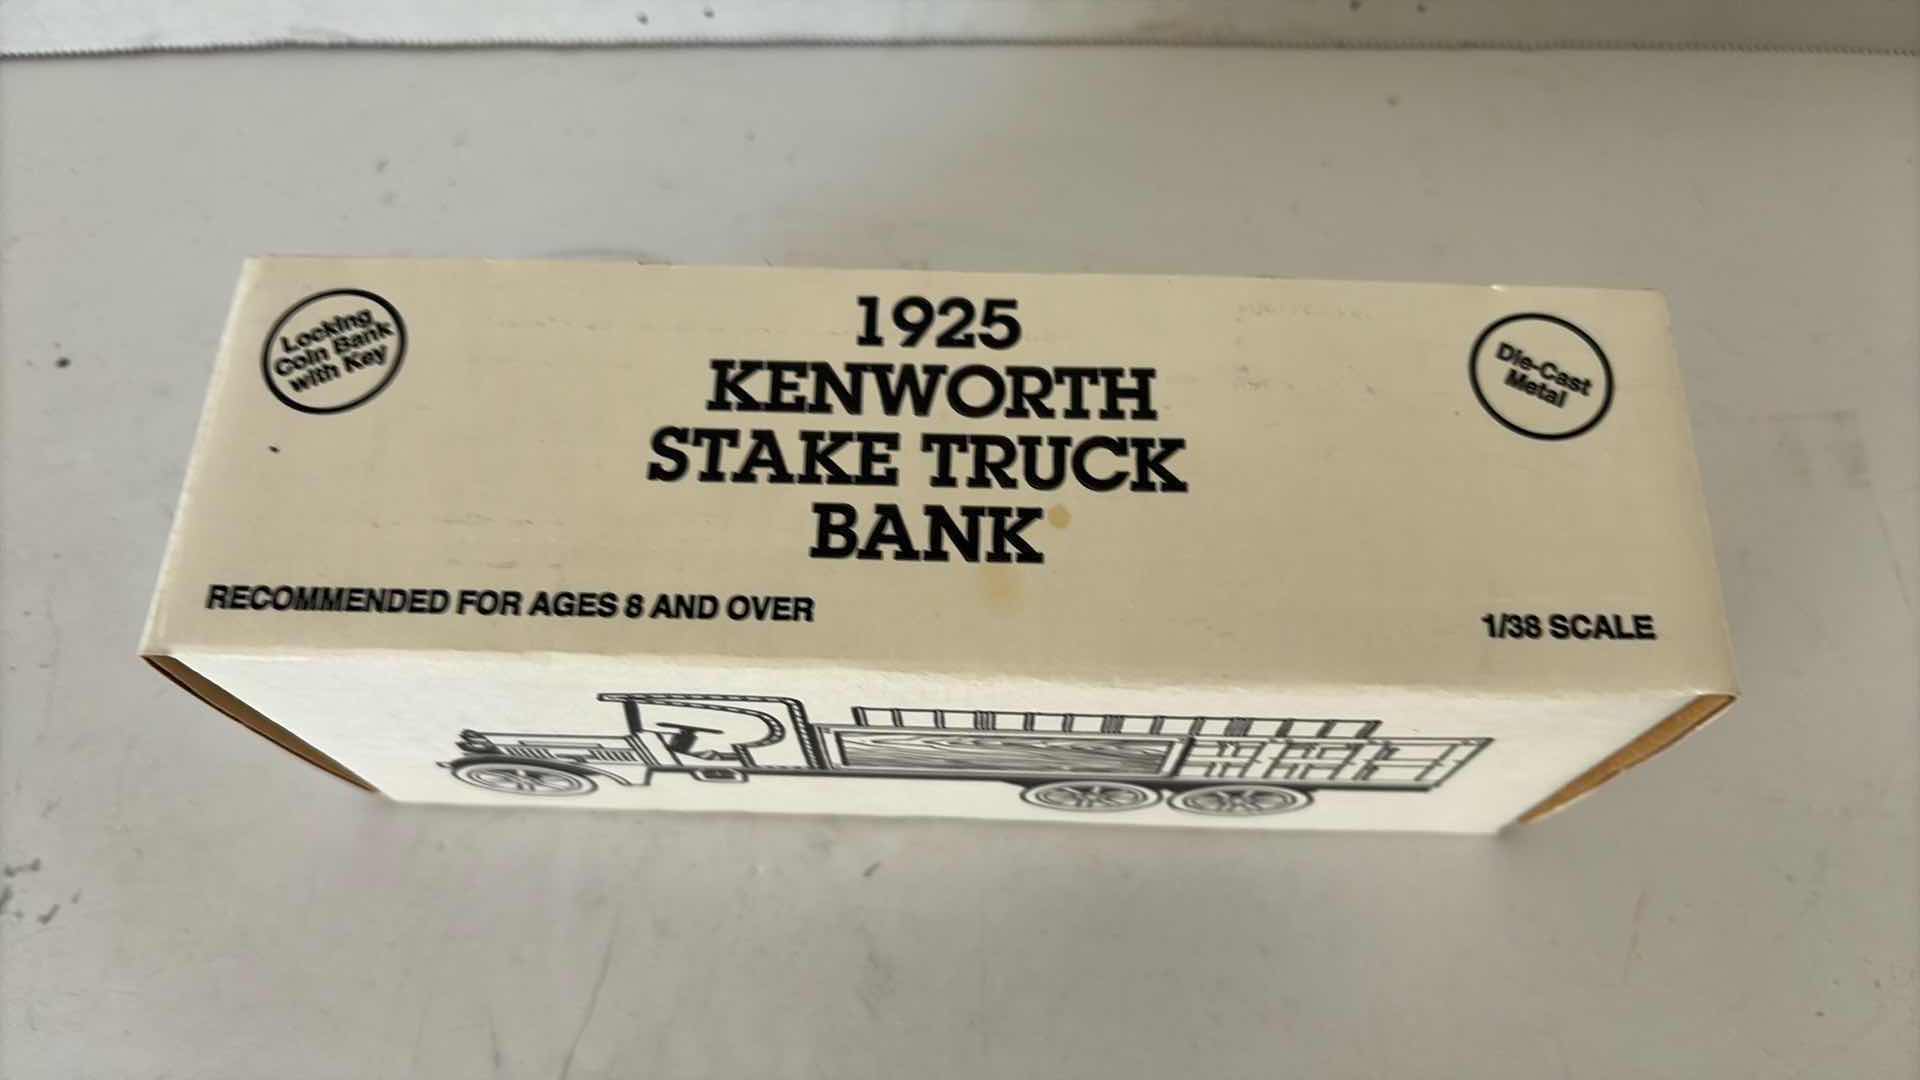 Locking
Coin Bank
with Key
1925
KENWORTH
STAKE TRUCK
BANK
Die-Cast
Metal
RECOMMENDED FOR AGES 8 AND OVER
1/38 SCALE